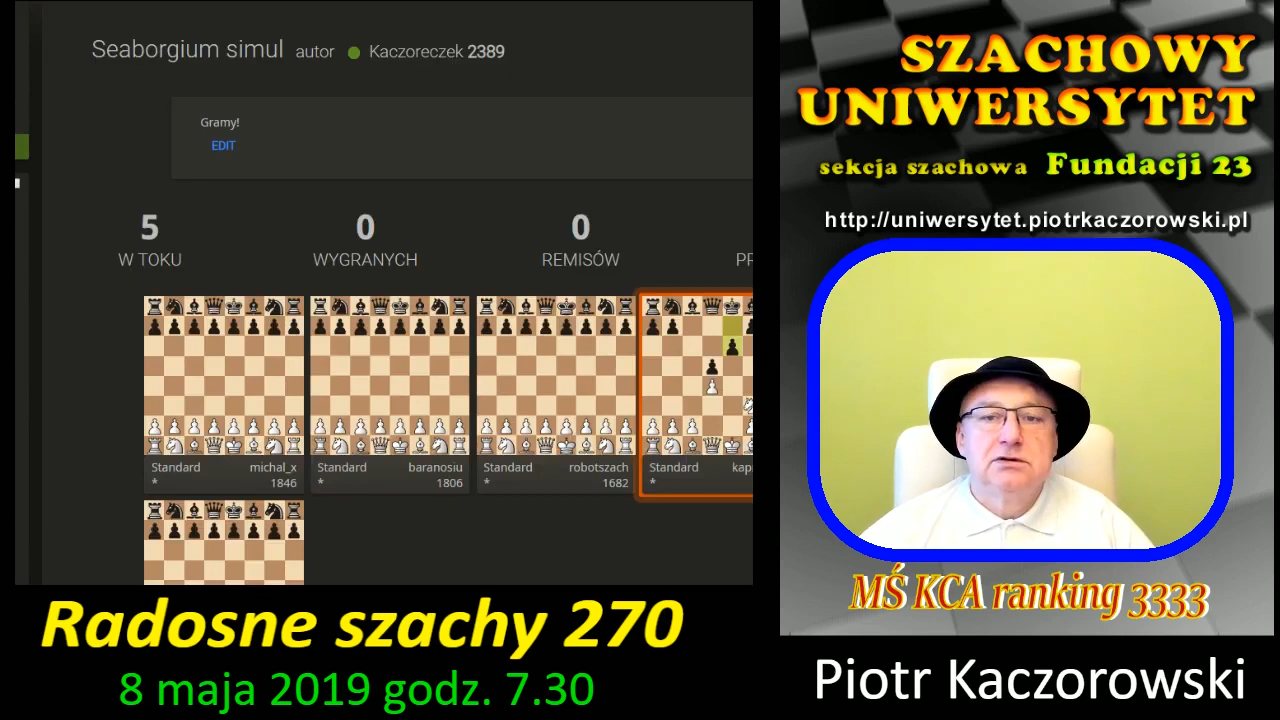 Seaborgium simul autor Kaczoreczek 2389
Gramy!
EDIT
5 0 0
W TOKU WYGRANYCH REMISÓW
Standard michal_x
* 1846
Standard baranosiu
* 1806
Standard robotszach
* 1682
Standard
*
Radosne szachy 270
8 maja 2019 godz. 7.30
SZACHOWY
UNIWERSYTET
sekcja szachowa Fundacji 23
http://uniwersytet.piotrkaczorowski.pl
MŚ KCA ranking 3333
Piotr Kaczorowski